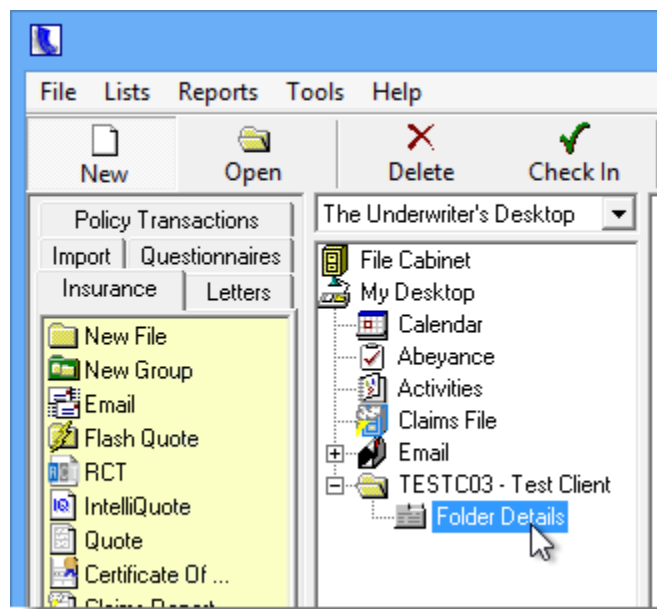 File Lists Reports Tools Help
New Open Delete Check In
Policy Transactions
Import Questionnaires
Insurance Letters
New File
New Group
Email
Flash Quote
RCT
IntelliQuote
Quote
Certificate Of ...
Claims Report
The Underwriter's Desktop
File Cabinet
My Desktop
Calendar
Abeyance
Activities
Claims File
Email
TESTC03 - Test Client
Folder Details